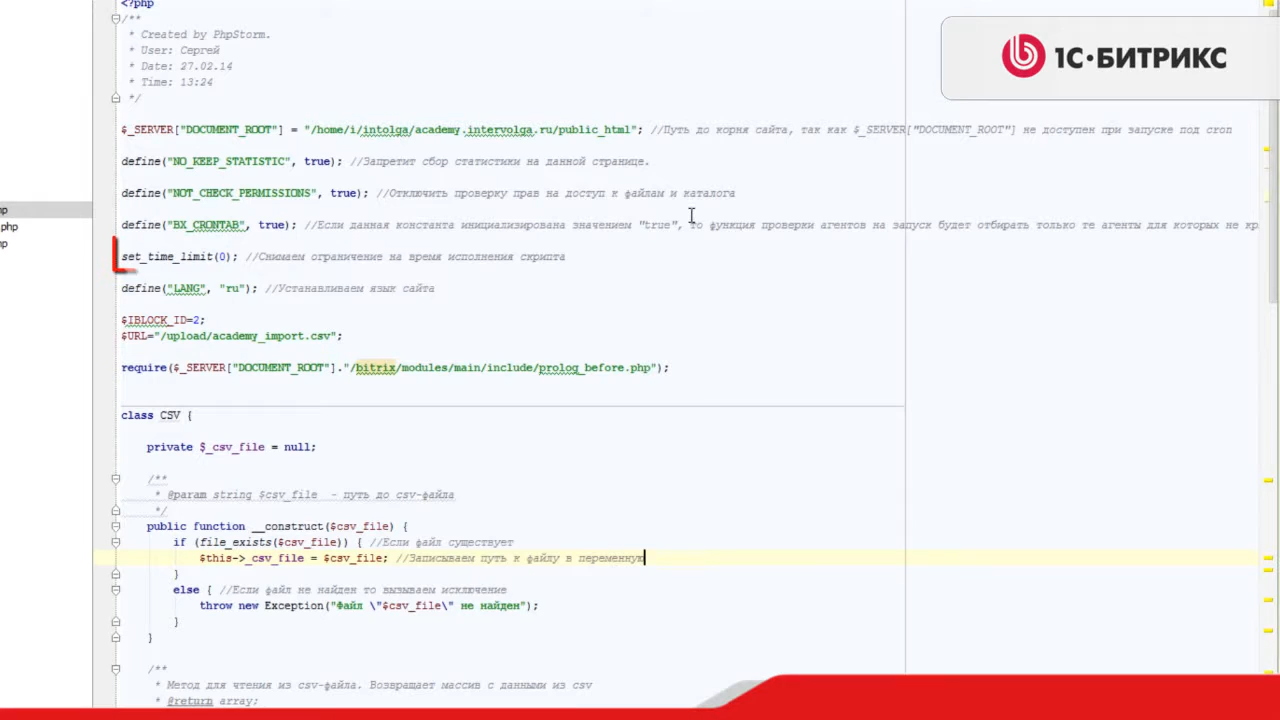 <?php
/**
* Created by PhpStorm.
* User: Сергей
* Date: 27.02.14
* Time: 13:24
*/
1С·БИТРИКС
$_SERVER["DOCUMENT_ROOT"] = "/home/i/intolga/academy.intervolga.ru/public_html"; //Путь до корня сайта, так как $_SERVER["DOCUMENT_ROOT"] не доступен при запуске под cron
define("NO_KEEP_STATISTIC", true); //Запретит сбор статистики на данной странице.
define("NOT_CHECK_PERMISSIONS", true); //Отключить проверку прав на доступ к файлам и каталога
define("BX_CRONTAB", true); //Если данная константа инициализирована значением "true", то функция проверки агентов на запуск будет отбирать только те агенты для которых не кр
set_time_limit(0); //Снимаем ограничение на время исполнения скрипта
define("LANG", "ru"); //Устанавливаем язык сайта
$IBLOCK_ID=2;
$URL="/upload/academy_import.csv";
require($_SERVER["DOCUMENT_ROOT"]."/bitrix/modules/main/include/prolog_before.php");
class CSV {
private $_csv_file = null;
/**
* @param string $csv_file - путь до csv-файла
*/
public function __construct($csv_file) {
if (file_exists($csv_file)) { //Если файл существует
$this->_csv_file = $csv_file; //Записываем путь к файлу в переменную
}
else { //Если файл не найден то вызываем исключение
throw new Exception("Файл \"$csv_file\" не найден");
}
}
/**
* Метод для чтения из csv-файла. Возвращает массив с данными из csv
* @return array;
np
.php
np